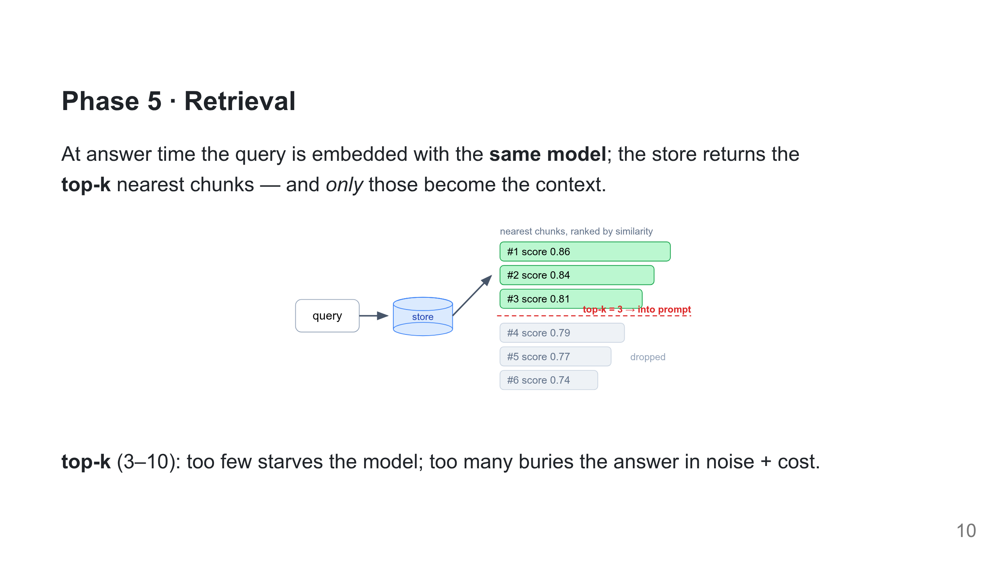 Phase 5 · Retrieval
At answer time the query is embedded with the same model; the store returns the
top-k nearest chunks — and only those become the context.
nearest chunks, ranked by similarity
#1 score 0.86
#2 score 0.84
#3 score 0.81
top-k = 3 → into prompt
query
store
#4 score 0.79
#5 score 0.77
dropped
#6 score 0.74
top-k (3–10): too few starves the model; too many buries the answer in noise + cost.
10